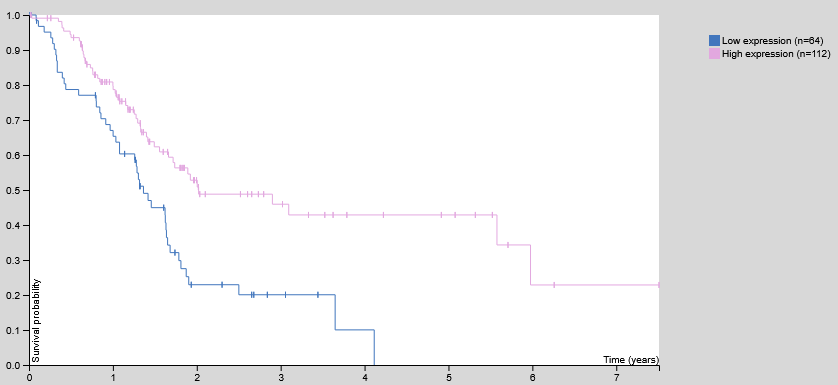 1.0
Low expression (n=64)
High expression (n=112)
0.9
0.8
0.7
0.6
0.5
0.4
0.3
0.2
0.1
0.0
Survival probability
Time (years)
0 1 2 3 4 5 6 7